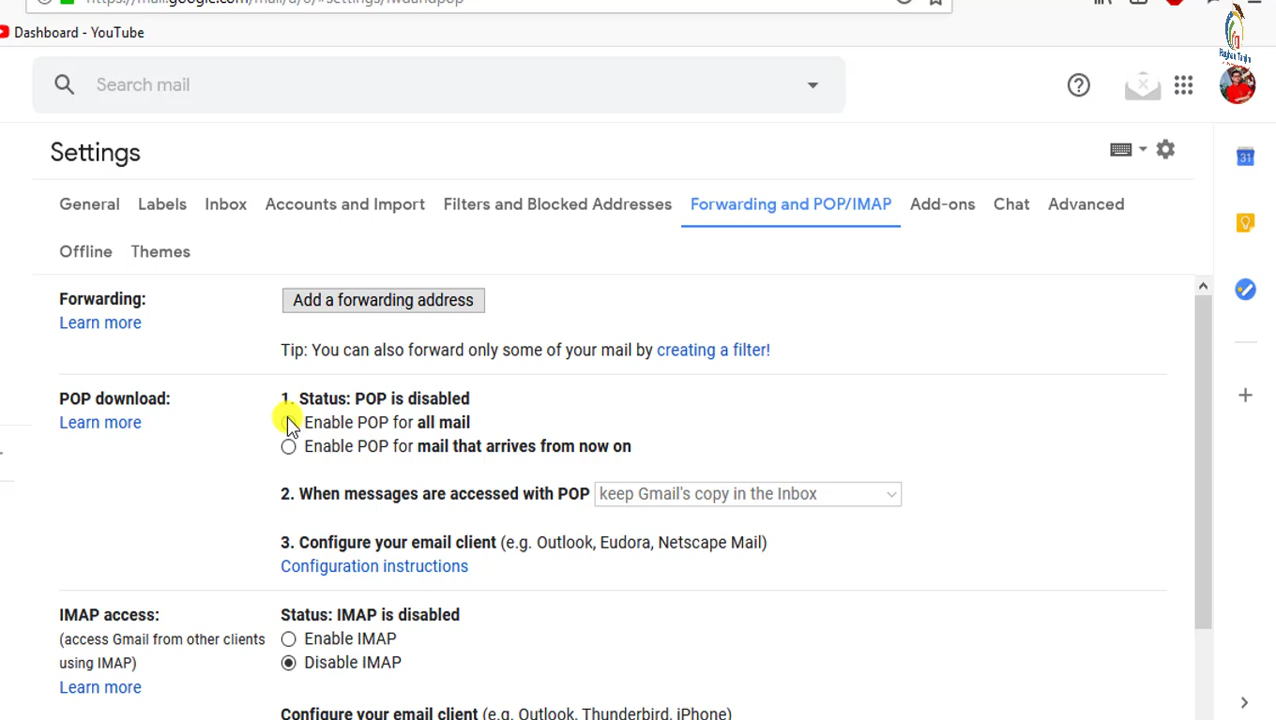 Dashboard - YouTube
Search mail
Settings
General Labels Inbox Accounts and Import Filters and Blocked Addresses Forwarding and POP/IMAP Add-ons Chat Advanced
Offline Themes
Forwarding: Add a forwarding address
Learn more
Tip: You can also forward only some of your mail by creating a filter!
POP download: 1. Status: POP is disabled
Learn more Enable POP for all mail
Enable POP for mail that arrives from now on
2. When messages are accessed with POP keep Gmail's copy in the Inbox
3. Configure your email client (e.g. Outlook, Eudora, Netscape Mail)
Configuration instructions
IMAP access: Status: IMAP is disabled
(access Gmail from other clients Enable IMAP
using IMAP) Disable IMAP
Learn more
Configure your email client (e.g. Outlook, Thunderbird, iPhone)
31